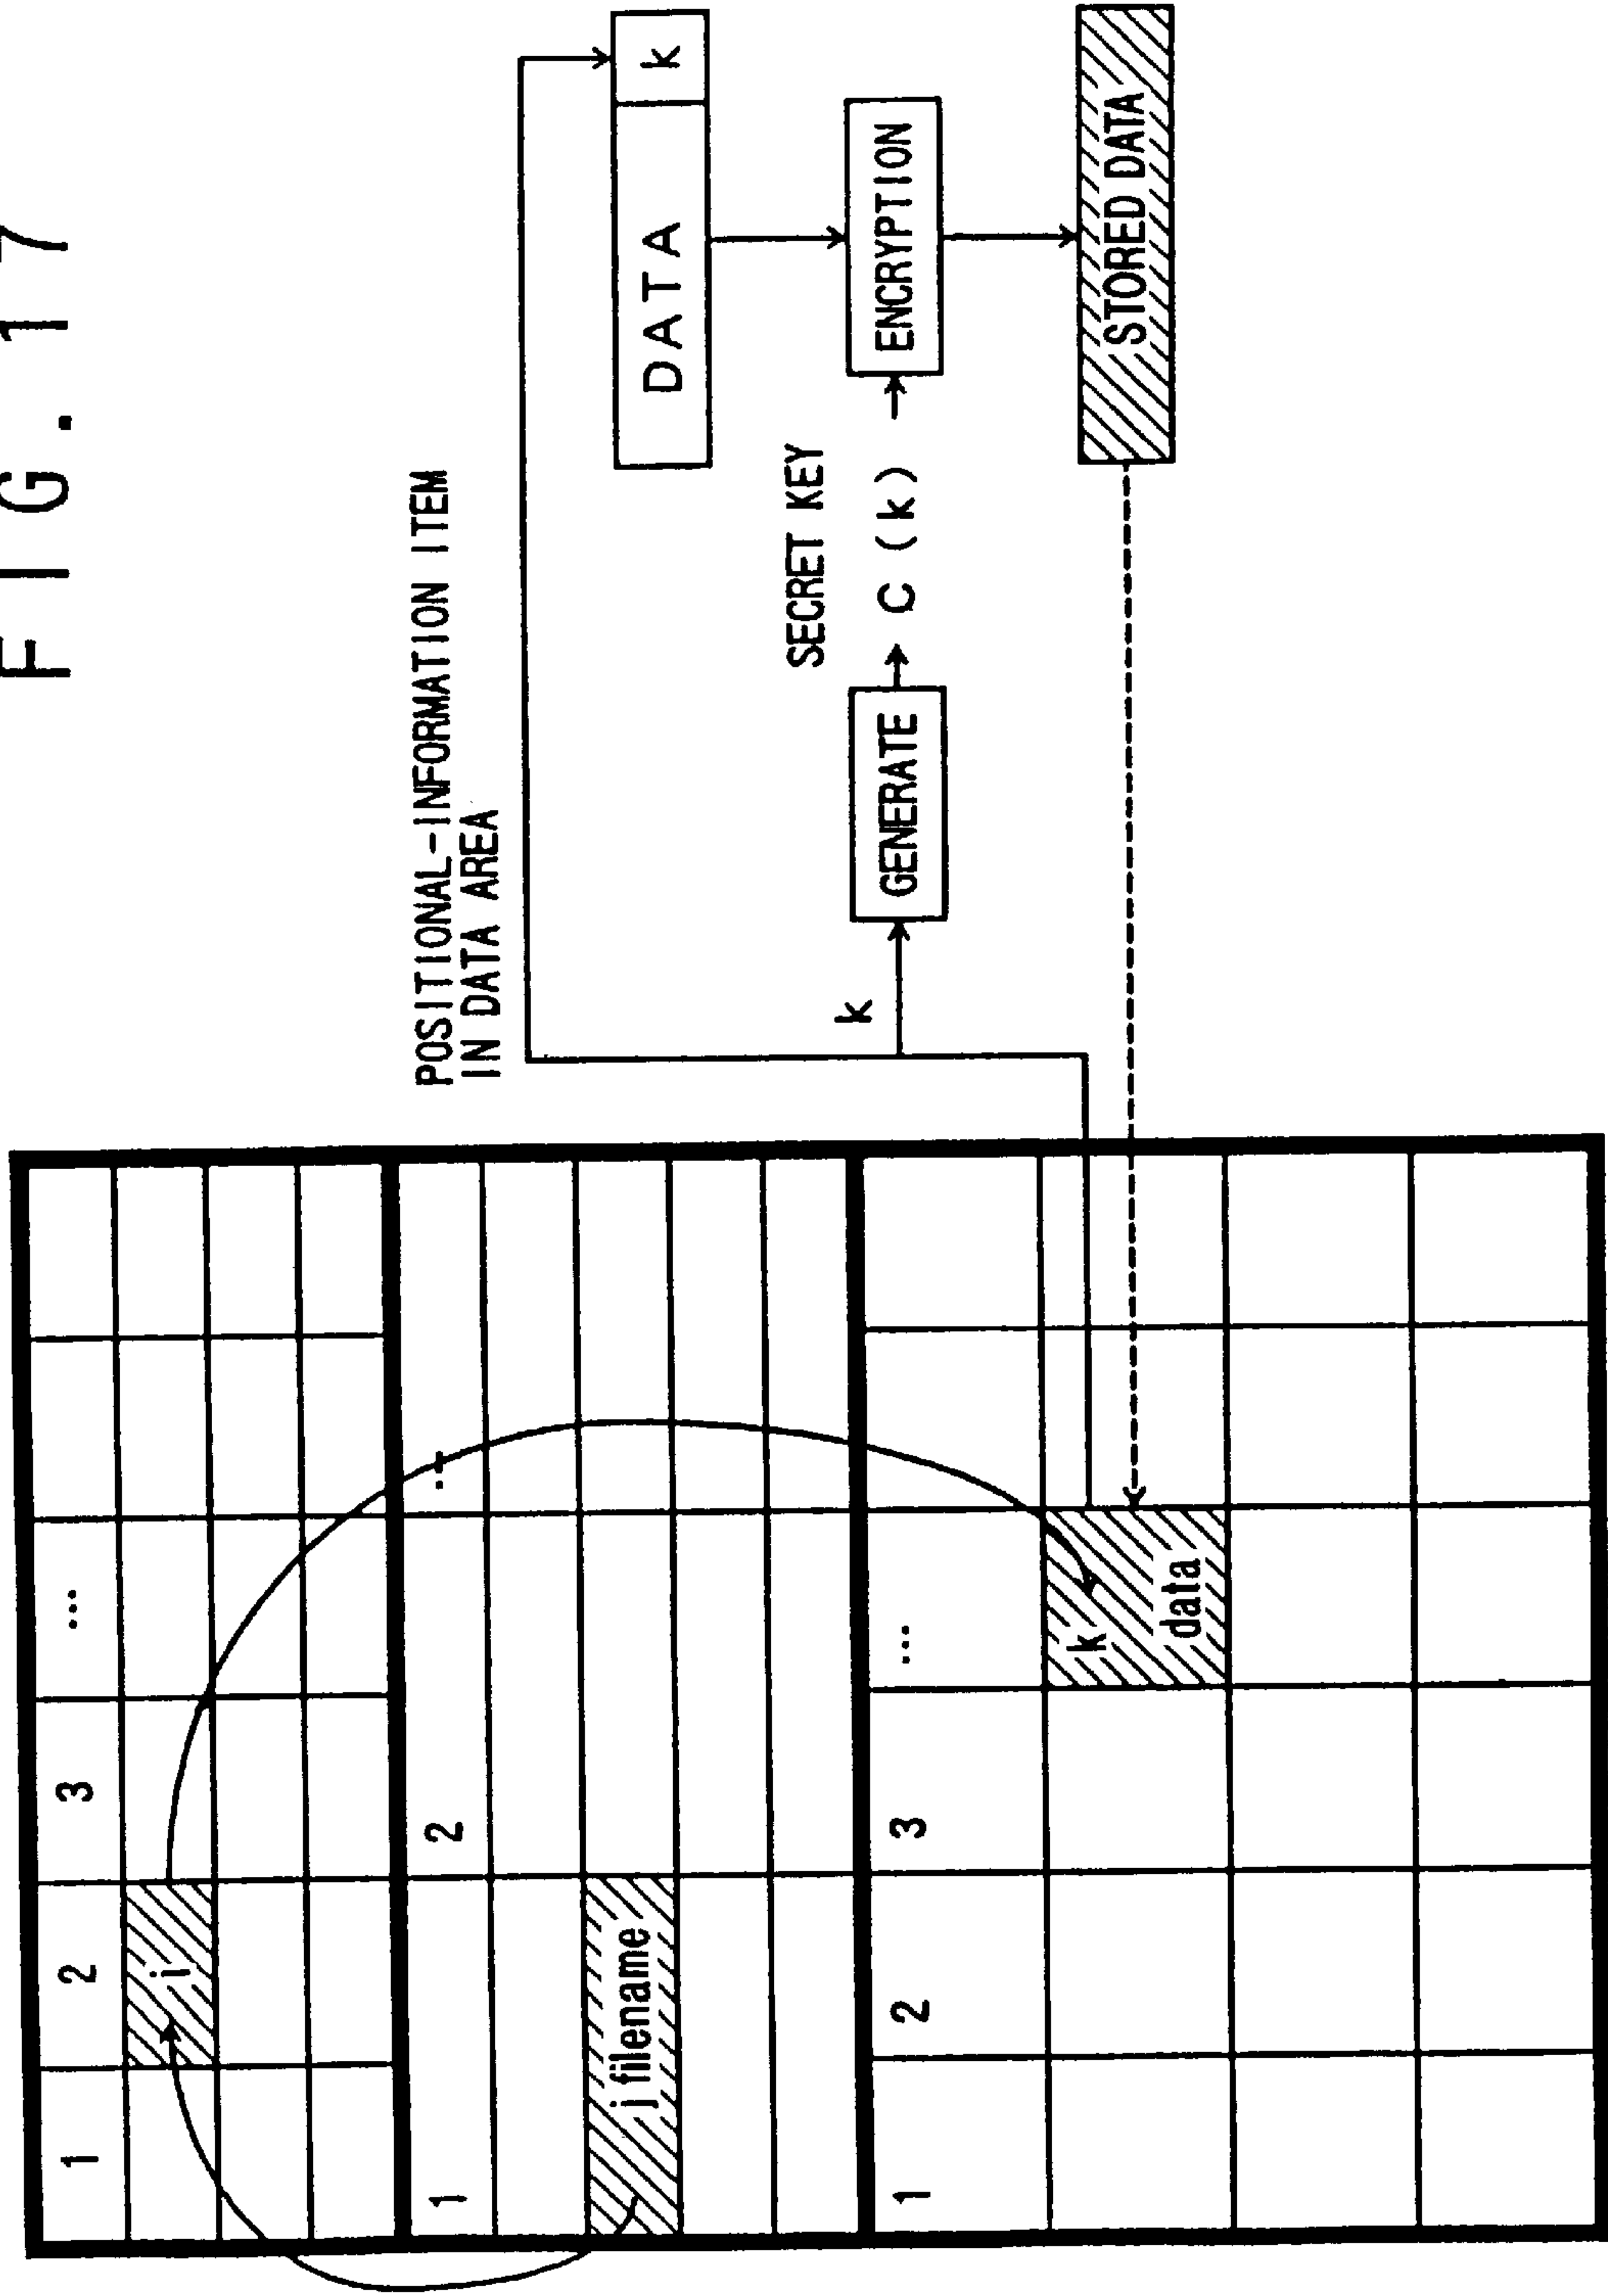 FIG. 17
1 2 3 ...
i
1 2 ...
j filename
1 2 3 ...
k
data
POSITIONAL-INFORMATION ITEM
IN DATA AREA
DATA k
SECRET KEY
k
GENERATE
C (k)
ENCRYPTION
STORED DATA